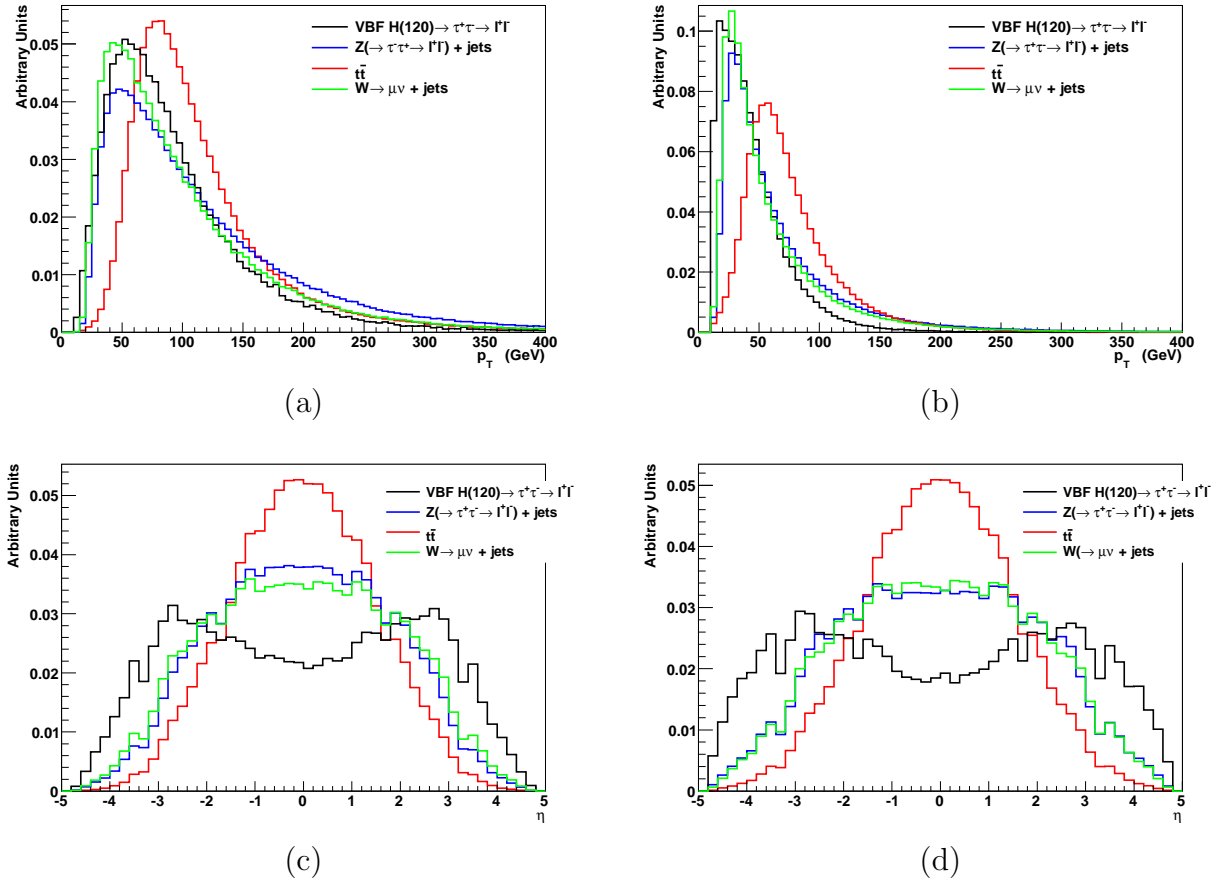 Arbitrary Units
VBF H(120)→ τ⁺τ⁻→ l⁺l⁻
Z(→ τ⁻τ⁺→ l⁺l⁻) + jets
tt̄
W→ μν + jets
0.05
0.04
0.03
0.02
0.01
0
0 50 100 150 200 250 300 350 400
p_T (GeV)
(a)
Arbitrary Units
VBF H(120)→ τ⁺τ⁻→ l⁺l⁻
Z(→ τ⁺τ⁻→ l⁺l⁻) + jets
tt̄
W→ μν + jets
0.1
0.08
0.06
0.04
0.02
0
0 50 100 150 200 250 300 350 400
p_T (GeV)
(b)
Arbitrary Units
VBF H(120)→ τ⁺τ⁻→ l⁺l⁻
Z(→ τ⁺τ⁻→ l⁺l⁻) + jets
tt̄
W→ μν + jets
0.05
0.04
0.03
0.02
0.01
0
-5 -4 -3 -2 -1 0 1 2 3 4 5
η
(c)
Arbitrary Units
VBF H(120)→ τ⁺τ⁻→ l⁺l⁻
Z(→ τ⁺τ⁻→ l⁺l⁻) + jets
tt̄
W(→ μν + jets
0.05
0.04
0.03
0.02
0.01
0
-5 -4 -3 -2 -1 0 1 2 3 4 5
η
(d)